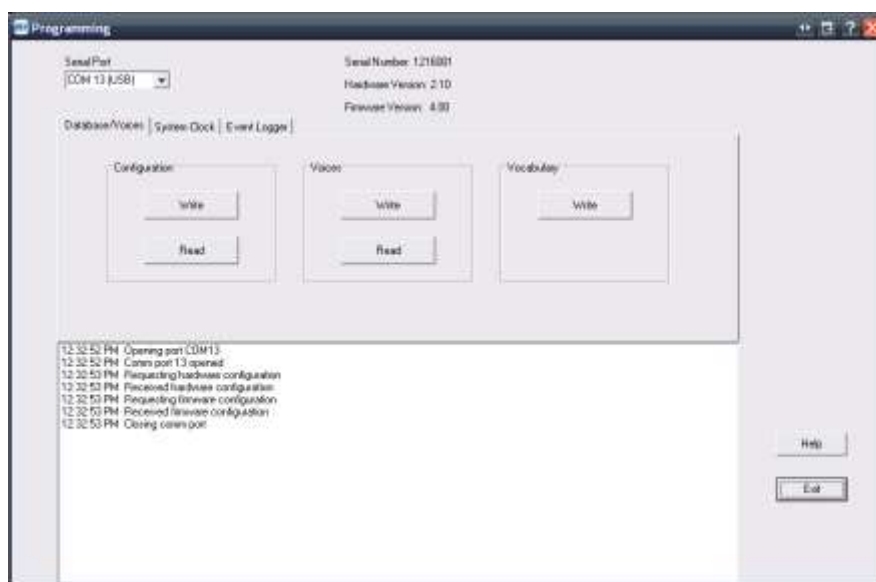 Programming
Serial Port
COM 13 (USB)
Serial Number: 1216001
Hardware Version: 2.10
Firmware Version: 4.00
Database/Voices
System Clock
Event Logger
Configuration
Voices
Vocabulary
Write
Write
Write
Read
Read
12:32:52 PM Opening port COM13
12:32:52 PM Comm port 13 opened
12:32:53 PM Requesting hardware configuration
12:32:53 PM Received hardware configuration
12:32:53 PM Requesting firmware configuration
12:32:53 PM Received firmware configuration
12:32:53 PM Closing comm port
Help
Exit